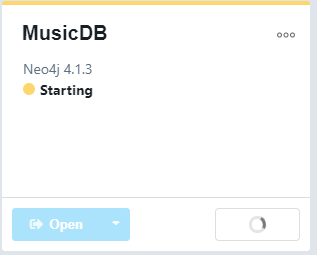 MusicDB
Neo4j 4.1.3
Starting
Open